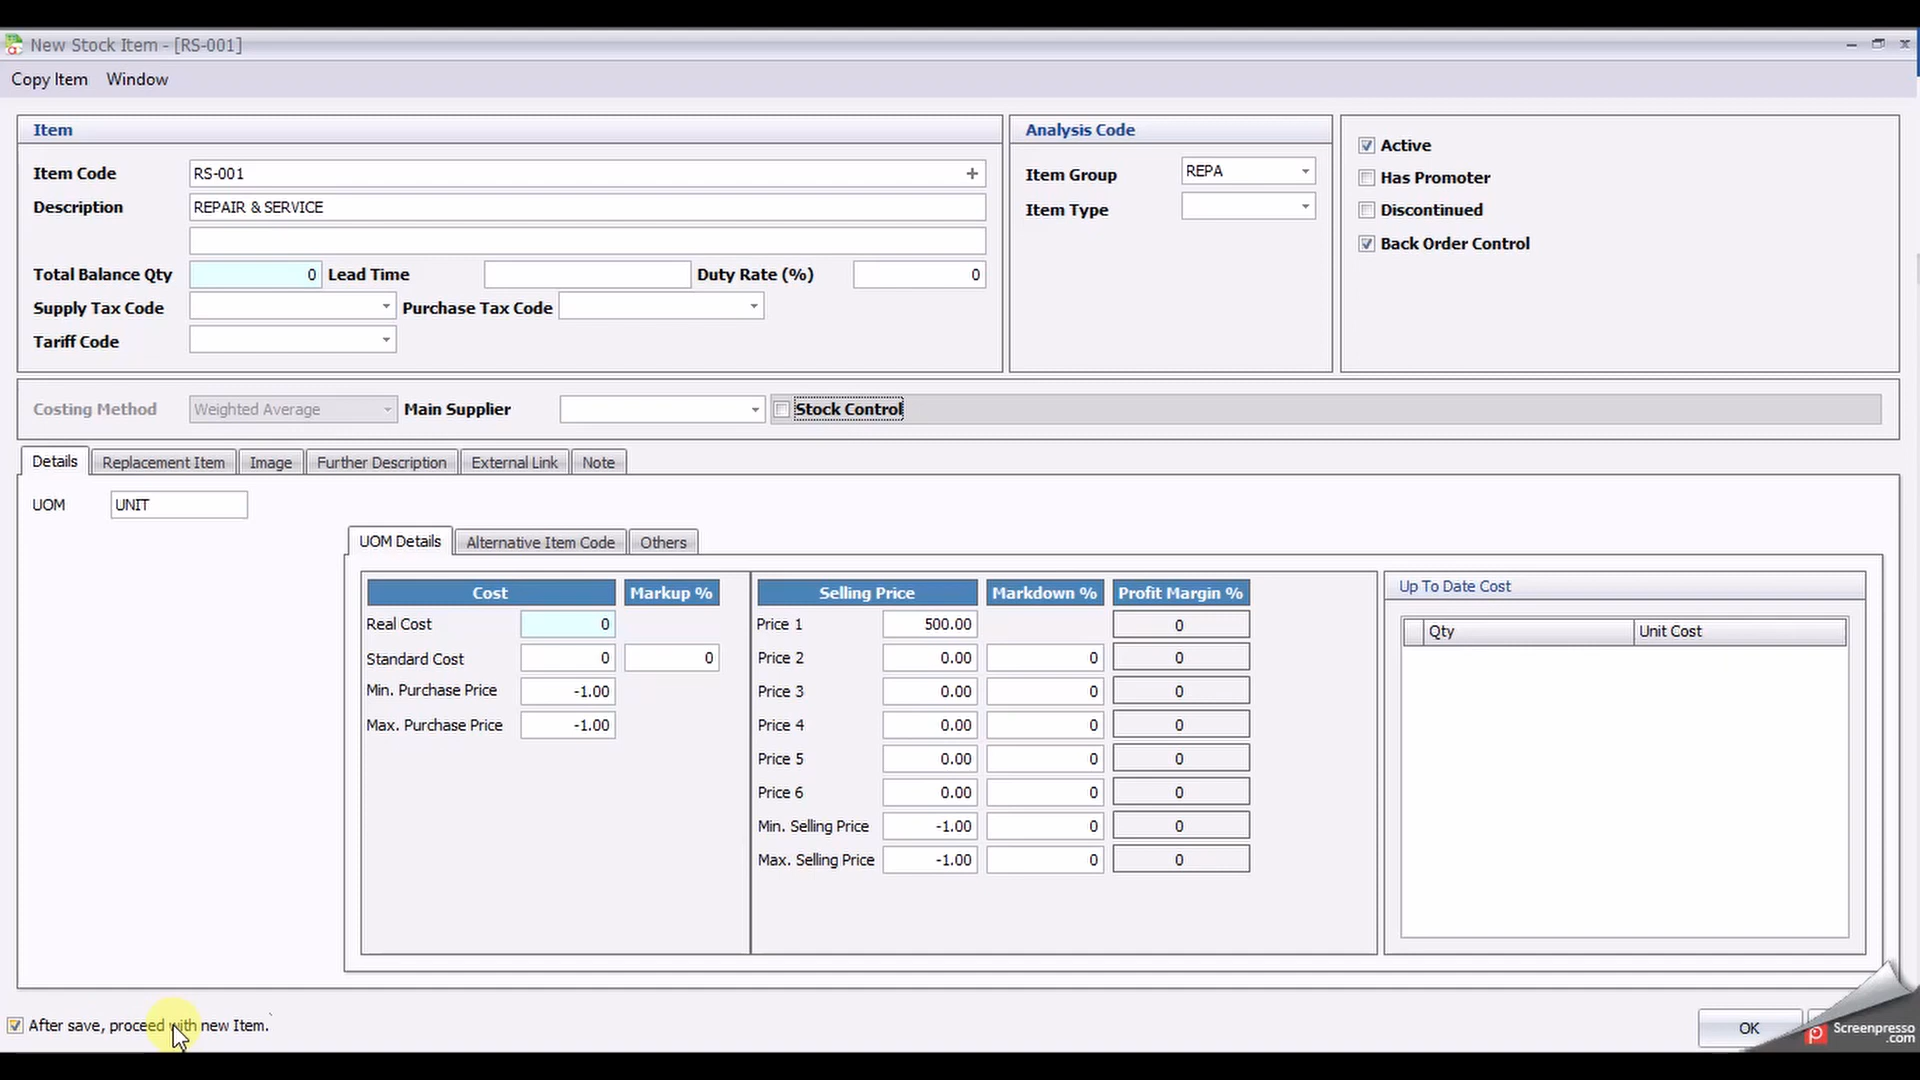 New Stock Item - [RS-001]
Copy Item Window
Item
Item Code RS-001
Description REPAIR & SERVICE
Total Balance Qty 0 Lead Time Duty Rate (%) 0
Supply Tax Code Purchase Tax Code
Tariff Code
Analysis Code
Item Group REPA
Item Type
Active
Has Promoter
Discontinued
Back Order Control
Costing Method Weighted Average Main Supplier Stock Control
Details Replacement Item Image Further Description External Link Note
UOM UNIT
UOM Details Alternative Item Code Others
Cost Markup %
Real Cost 0
Standard Cost 0 0
Min. Purchase Price -1.00
Max. Purchase Price -1.00
Selling Price Markdown % Profit Margin %
Price 1 500.00 0
Price 2 0.00 0 0
Price 3 0.00 0 0
Price 4 0.00 0 0
Price 5 0.00 0 0
Price 6 0.00 0 0
Min. Selling Price -1.00 0 0
Max. Selling Price -1.00 0 0
Up To Date Cost
Qty Unit Cost
After save, proceed with new Item.
OK
Screenpresso
.com